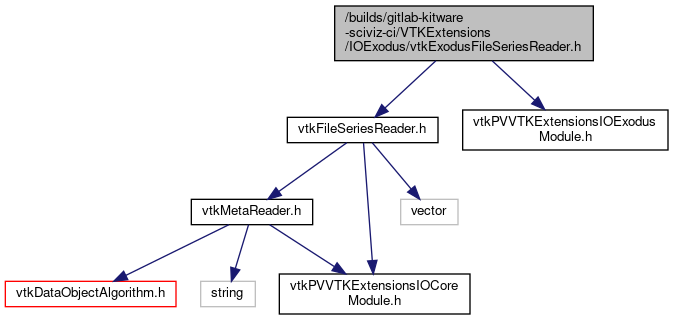 /builds/gitlab-kitware
-sciviz-ci/VTKExtensions
/IOExodus/vtkExodusFileSeriesReader.h
vtkFileSeriesReader.h
vtkPVVTKExtensionsIOExodus
Module.h
vtkMetaReader.h
vector
vtkDataObjectAlgorithm.h
string
vtkPVVTKExtensionsIOCore
Module.h